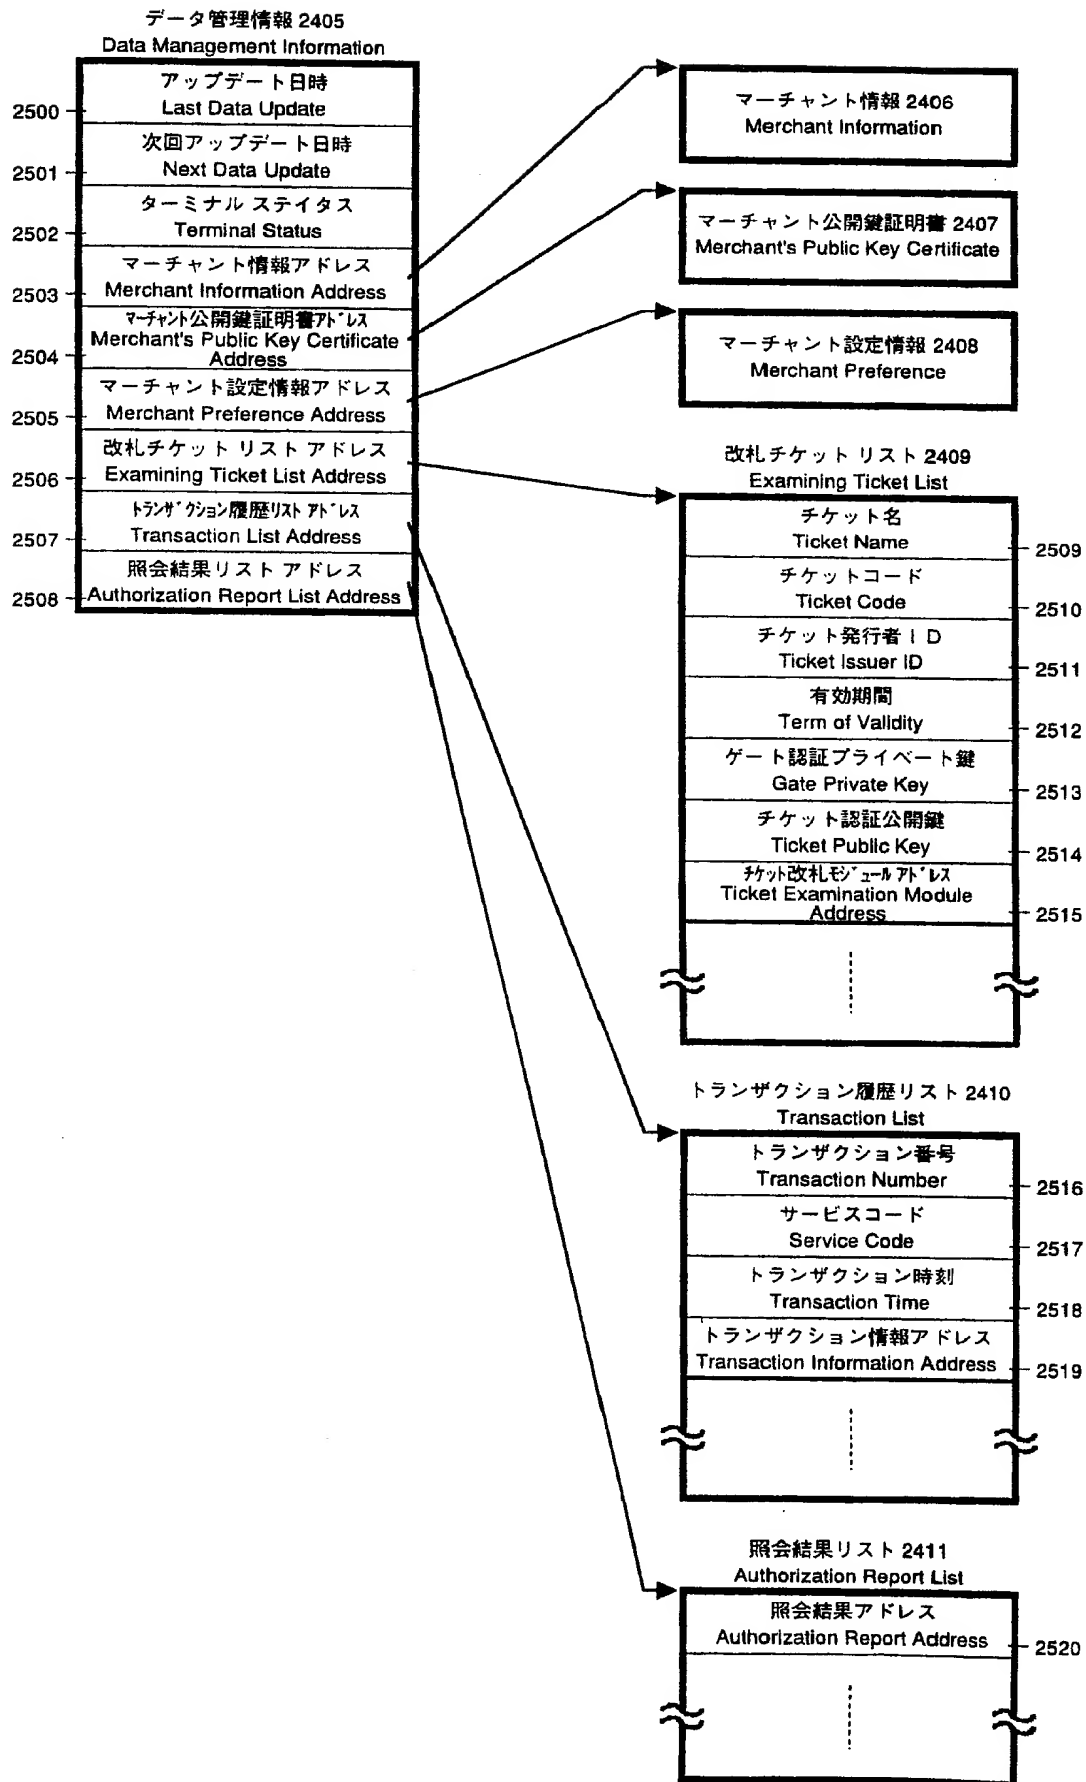 データ管理情報 2405
Data Management Information
アップデート日時
Last Data Update
2500
次回アップデート日時
Next Data Update
2501
ターミナル ステイタス
Terminal Status
2502
マーチャント情報アドレス
Merchant Information Address
2503
マーチャント公開鍵証明書アドレス
Merchant's Public Key Certificate
Address
2504
マーチャント設定情報アドレス
Merchant Preference Address
2505
改札チケット リスト アドレス
Examining Ticket List Address
2506
トランザクション履歴リスト アドレス
Transaction List Address
2507
照会結果リスト アドレス
Authorization Report List Address
2508
マーチャント情報 2406
Merchant Information
マーチャント公開鍵証明書 2407
Merchant's Public Key Certificate
マーチャント設定情報 2408
Merchant Preference
改札チケット リスト 2409
Examining Ticket List
チケット名
Ticket Name
2509
チケットコード
Ticket Code
2510
チケット発行者ID
Ticket Issuer ID
2511
有効期間
Term of Validity
2512
ゲート認証プライベート鍵
Gate Private Key
2513
チケット認証公開鍵
Ticket Public Key
2514
チケット改札モジュール アドレス
Ticket Examination Module
Address
2515
トランザクション履歴リスト 2410
Transaction List
トランザクション番号
Transaction Number
2516
サービスコード
Service Code
2517
トランザクション時刻
Transaction Time
2518
トランザクション情報アドレス
Transaction Information Address
2519
照会結果リスト 2411
Authorization Report List
照会結果アドレス
Authorization Report Address
2520